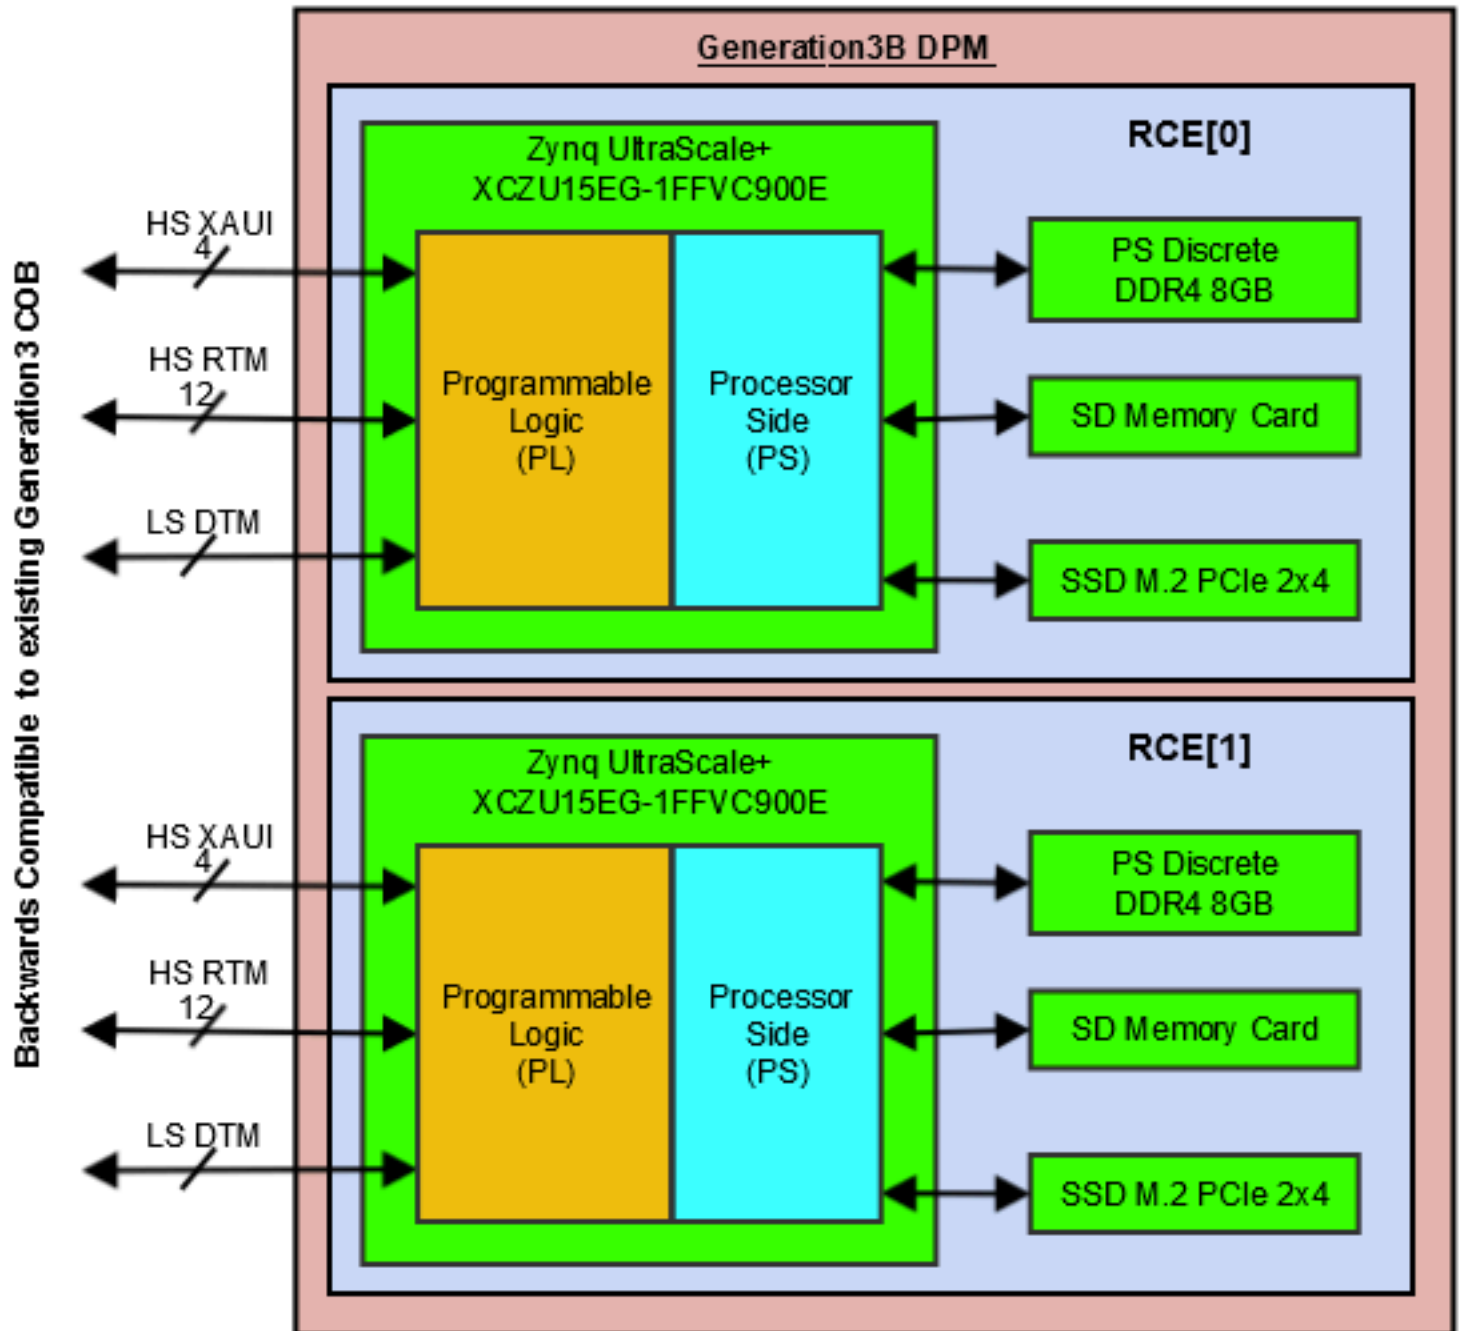 Generation3B DPM
RCE[0]
Zynq UltraScale+
XCZU15EG-1FFVC900E
HS XAUI
4
HS RTM
12
LS DTM
Programmable
Logic
(PL)
Processor
Side
(PS)
PS Discrete
DDR4 8GB
SD Memory Card
SSD M.2 PCIe 2x4
RCE[1]
Zynq UltraScale+
XCZU15EG-1FFVC900E
HS XAUI
4
HS RTM
12
LS DTM
Programmable
Logic
(PL)
Processor
Side
(PS)
PS Discrete
DDR4 8GB
SD Memory Card
SSD M.2 PCIe 2x4
Backwards Compatible to existing Generation3 COB